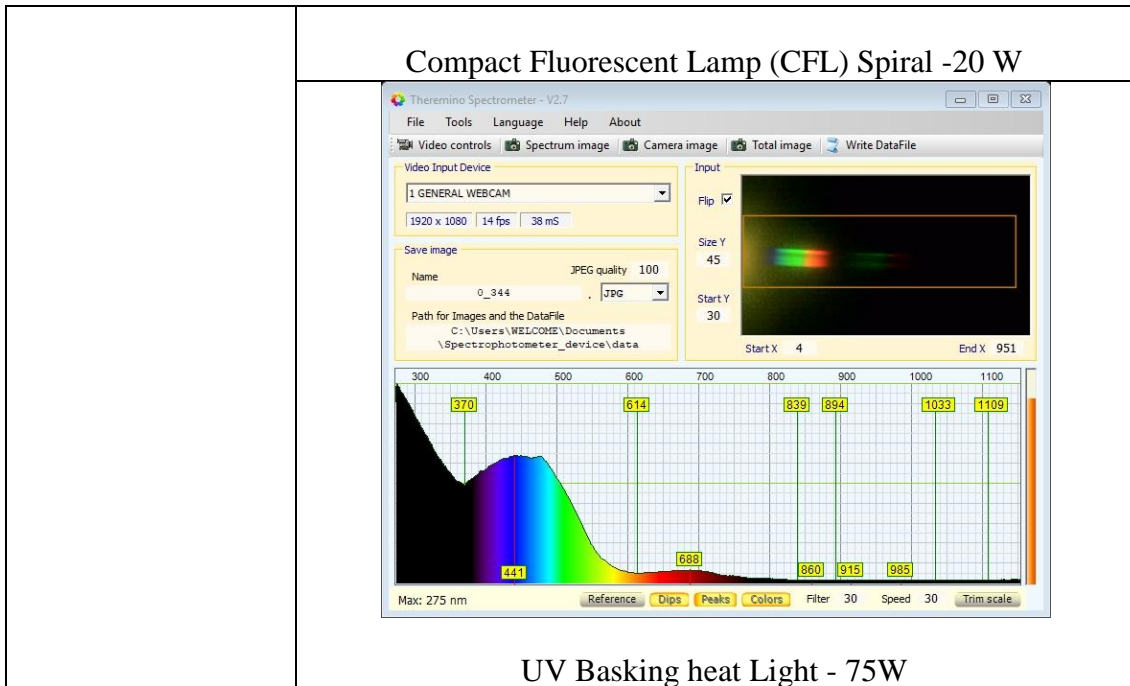 Compact Fluorescent Lamp (CFL) Spiral -20 W
Theremino Spectrometer - V2.7
File Tools Language Help About
Video controls Spectrum image Camera image Total image Write DataFile
Video Input Device
1 GENERAL WEBCAM
1920 x 1080 14 fps 38 mS
Save image
Name JPEG quality 100
0_344 . JPG
Path for Images and the DataFile
C:\Users\WELCOME\Documents
\Spectrophotometer_device\data
Input
Flip
Size Y
45
Start Y
30
Start X 4 End X 951
300 400 500 600 700 800 900 1000 1100
370 614 839 894 1033 1109
441 688 860 915 985
Max: 275 nm Reference Dips Peaks Colors Filter 30 Speed 30 Trim scale
UV Basking heat Light - 75W